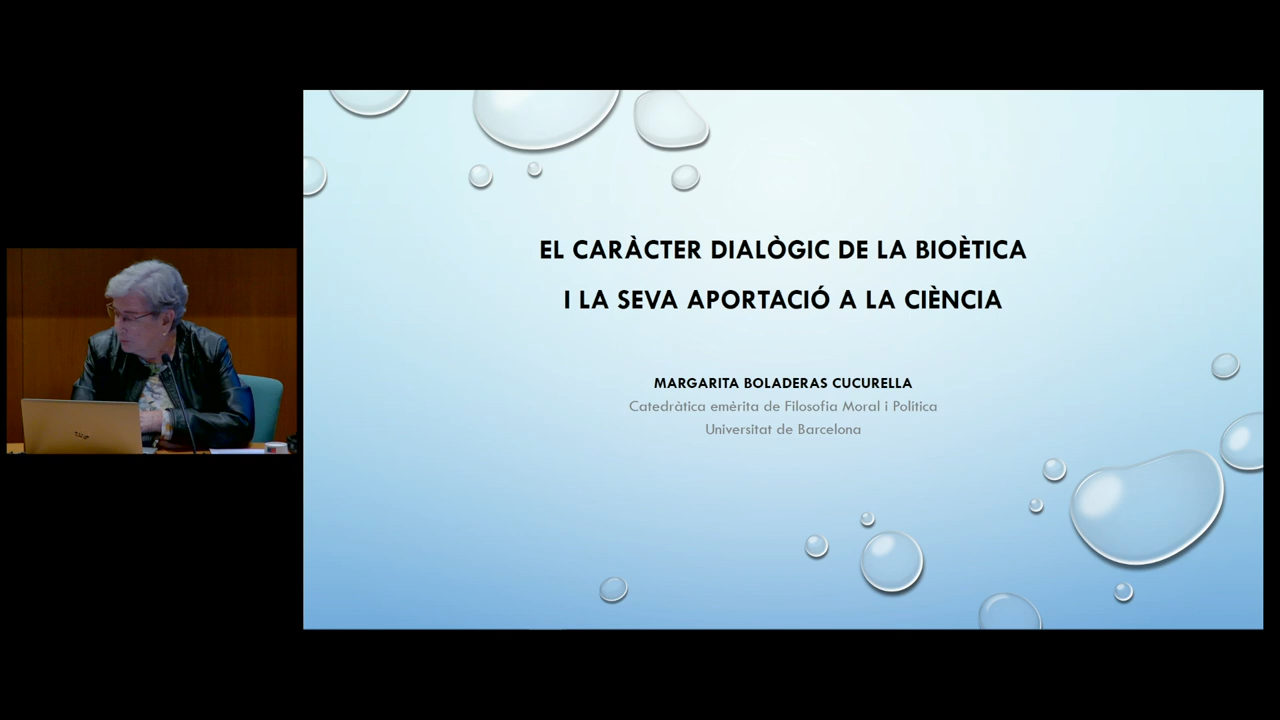 EL CARÀCTER DIALÒGIC DE LA BIOÈTICA
I LA SEVA APORTACIÓ A LA CIÈNCIA
MARGARITA BOLADERAS CUCURELLA
Catedràtica emèrita de Filosofia Moral i Política
Universitat de Barcelona